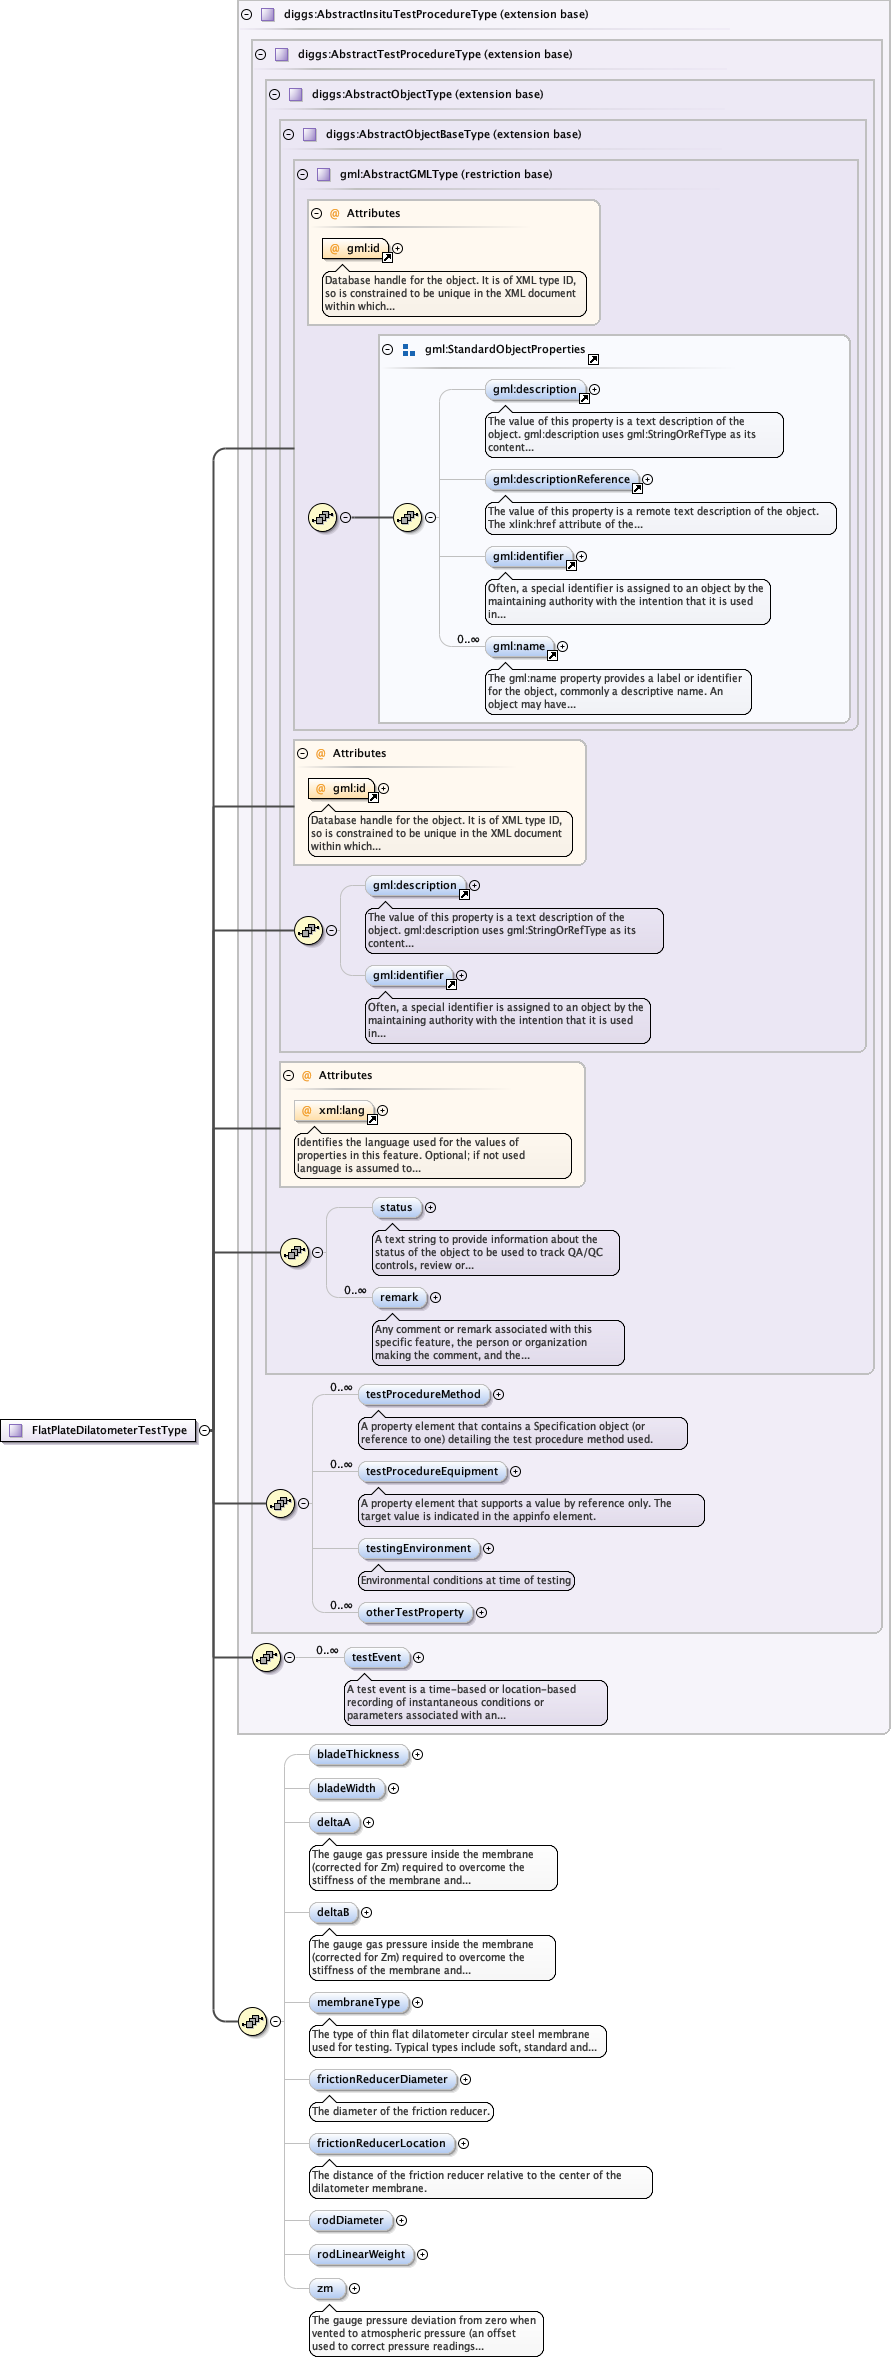 diggs:AbstractInsituTestProcedureType (extension base)
diggs:AbstractTestProcedureType (extension base)
diggs:AbstractObjectType (extension base)
diggs:AbstractObjectBaseType (extension base)
gml:AbstractGMLType (restriction base)
@ Attributes
@ gml:id
Database handle for the object. It is of XML type ID,
so is constrained to be unique in the XML document
within which...
gml:StandardObjectProperties
gml:description
The value of this property is a text description of the
object. gml:description uses gml:StringOrRefType as its
content...
gml:descriptionReference
The value of this property is a remote text description of the object.
The xlink:href attribute of the...
gml:identifier
Often, a special identifier is assigned to an object by the
maintaining authority with the intention that it is used
in...
0..∞
gml:name
The gml:name property provides a label or identifier
for the object, commonly a descriptive name. An
object may have...
@ Attributes
@ gml:id
Database handle for the object. It is of XML type ID,
so is constrained to be unique in the XML document
within which...
gml:description
The value of this property is a text description of the
object. gml:description uses gml:StringOrRefType as its
content...
gml:identifier
Often, a special identifier is assigned to an object by the
maintaining authority with the intention that it is used
in...
@ Attributes
@ xml:lang
Identifies the language used for the values of
properties in this feature. Optional; if not used
language is assumed to...
status
A text string to provide information about the
status of the object to be used to track QA/QC
controls, review or...
0..∞
remark
Any comment or remark associated with this
specific feature, the person or organization
making the comment, and the...
0..∞
testProcedureMethod
A property element that contains a Specification object (or
reference to one) detailing the test procedure method used.
FlatPlateDilatometerTestType
0..∞
testProcedureEquipment
A property element that supports a value by reference only. The
target value is indicated in the appinfo element.
testingEnvironment
Environmental conditions at time of testing
0..∞
otherTestProperty
0..∞
testEvent
A test event is a time-based or location-based
recording of instantaneous conditions or
parameters associated with an...
bladeThickness
bladeWidth
deltaA
The gauge gas pressure inside the membrane
(corrected for Zm) required to overcome the
stiffness of the membrane and...
deltaB
The gauge gas pressure inside the membrane
(corrected for Zm) required to overcome the
stiffness of the membrane and...
membraneType
The type of thin flat dilatometer circular steel membrane
used for testing. Typical types include soft, standard and...
frictionReducerDiameter
The diameter of the friction reducer.
frictionReducerLocation
The distance of the friction reducer relative to the center of the
dilatometer membrane.
rodDiameter
rodLinearWeight
zm
The gauge pressure deviation from zero when
vented to atmospheric pressure (an offset
used to correct pressure readings...